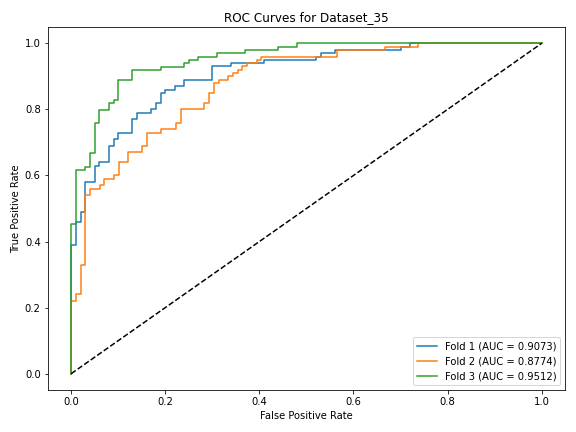 ROC Curves for Dataset_35
True Positive Rate
1.0
0.8
0.6
0.4
0.2
0.0
0.0 0.2 0.4 0.6 0.8 1.0
False Positive Rate
Fold 1 (AUC = 0.9073)
Fold 2 (AUC = 0.8774)
Fold 3 (AUC = 0.9512)